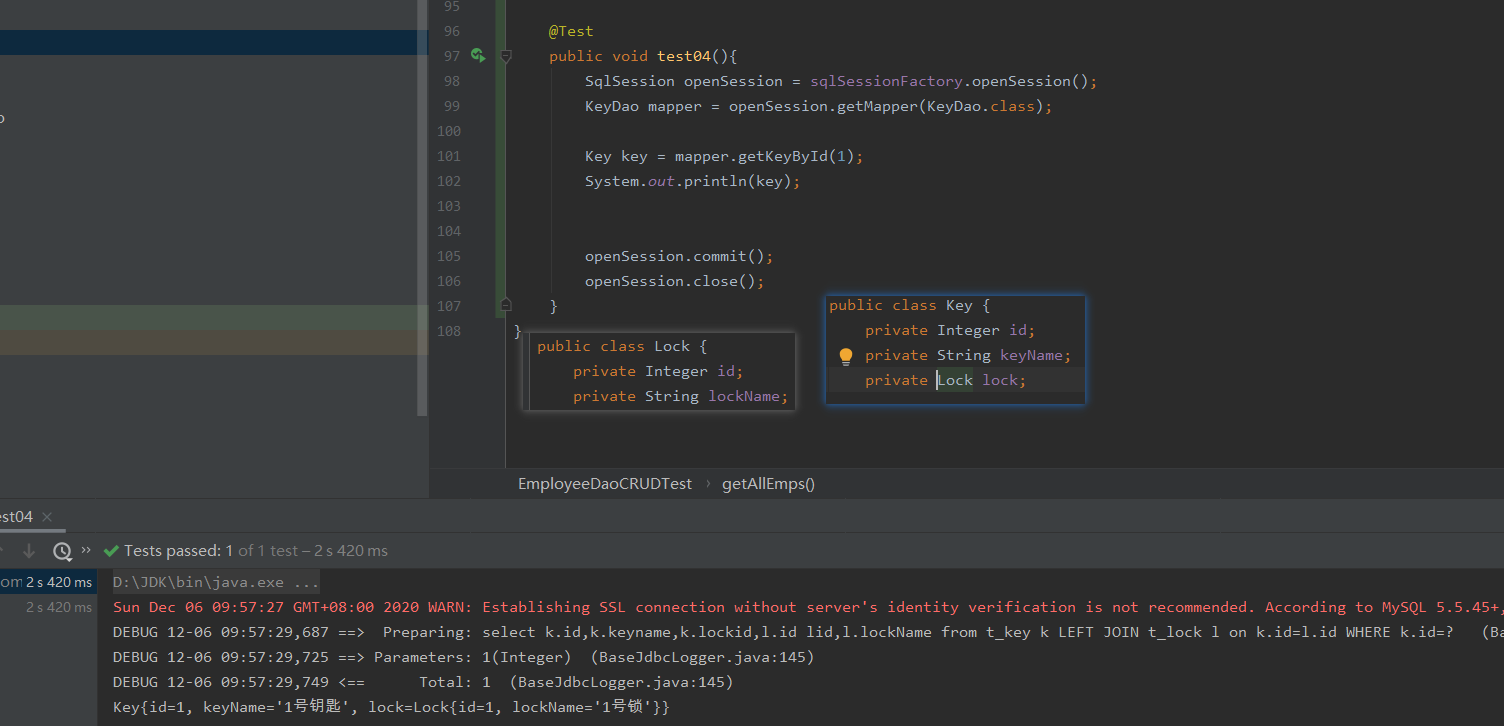 95
96 @Test
97 public void test04(){
98 SqlSession openSession = sqlSessionFactory.openSession();
99 KeyDao mapper = openSession.getMapper(KeyDao.class);
100
101 Key key = mapper.getKeyById(1);
102 System.out.println(key);
103
104
105 openSession.commit();
106 openSession.close();
107 }
108 }
public class Lock {
private Integer id;
private String lockName;
public class Key {
private Integer id;
private String keyName;
private Lock lock;
EmployeeDaoCRUDTest › getAllEmps()
est04 ×
» Tests passed: 1 of 1 test – 2 s 420 ms
om 2 s 420 ms
2 s 420 ms
D:\JDK\bin\java.exe ...
Sun Dec 06 09:57:27 GMT+08:00 2020 WARN: Establishing SSL connection without server's identity verification is not recommended. According to MySQL 5.5.45+,
DEBUG 12-06 09:57:29,687 ==>  Preparing: select k.id,k.keyname,k.lockid,l.id lid,l.lockName from t_key k LEFT JOIN t_lock l on k.id=l.id WHERE k.id=?   (Ba
DEBUG 12-06 09:57:29,725 ==> Parameters: 1(Integer)  (BaseJdbcLogger.java:145)
DEBUG 12-06 09:57:29,749 <==      Total: 1  (BaseJdbcLogger.java:145)
Key{id=1, keyName='1号钥匙', lock=Lock{id=1, lockName='1号锁'}}